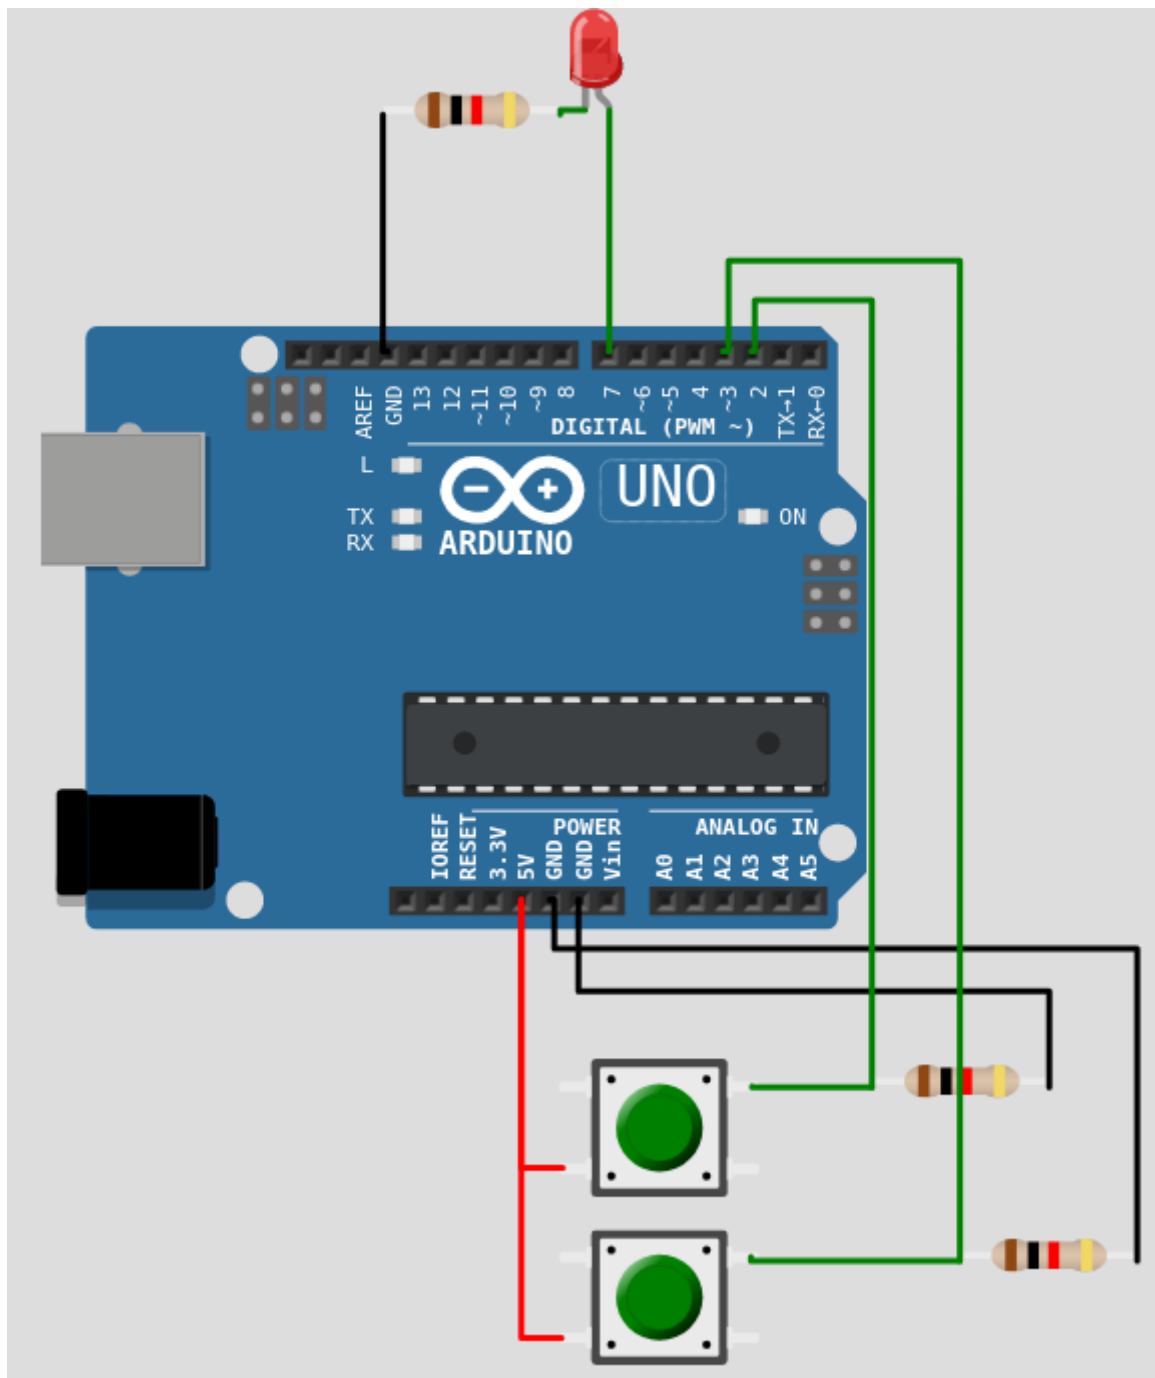 AREF GND 13 12 ~11 ~10 ~9 8 7 ~6 ~5 4 ~3 2 TX→1 RX←0
DIGITAL (PWM ~)
L
UNO
TX ON
RX ARDUINO
POWER ANALOG IN
IOREF RESET 3.3V 5V GND GND Vin A0 A1 A2 A3 A4 A5